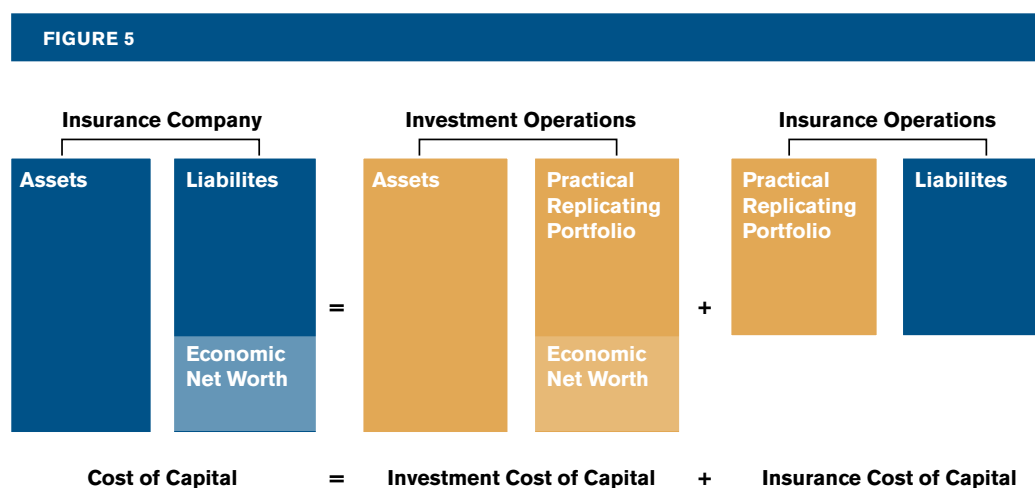 FIGURE 5
Insurance Company
Investment Operations
Insurance Operations
Assets
Liabilites
Economic
Net Worth
=
Assets
Practical
Replicating
Portfolio
Economic
Net Worth
+
Practical
Replicating
Portfolio
Liabilites
Cost of Capital = Investment Cost of Capital + Insurance Cost of Capital